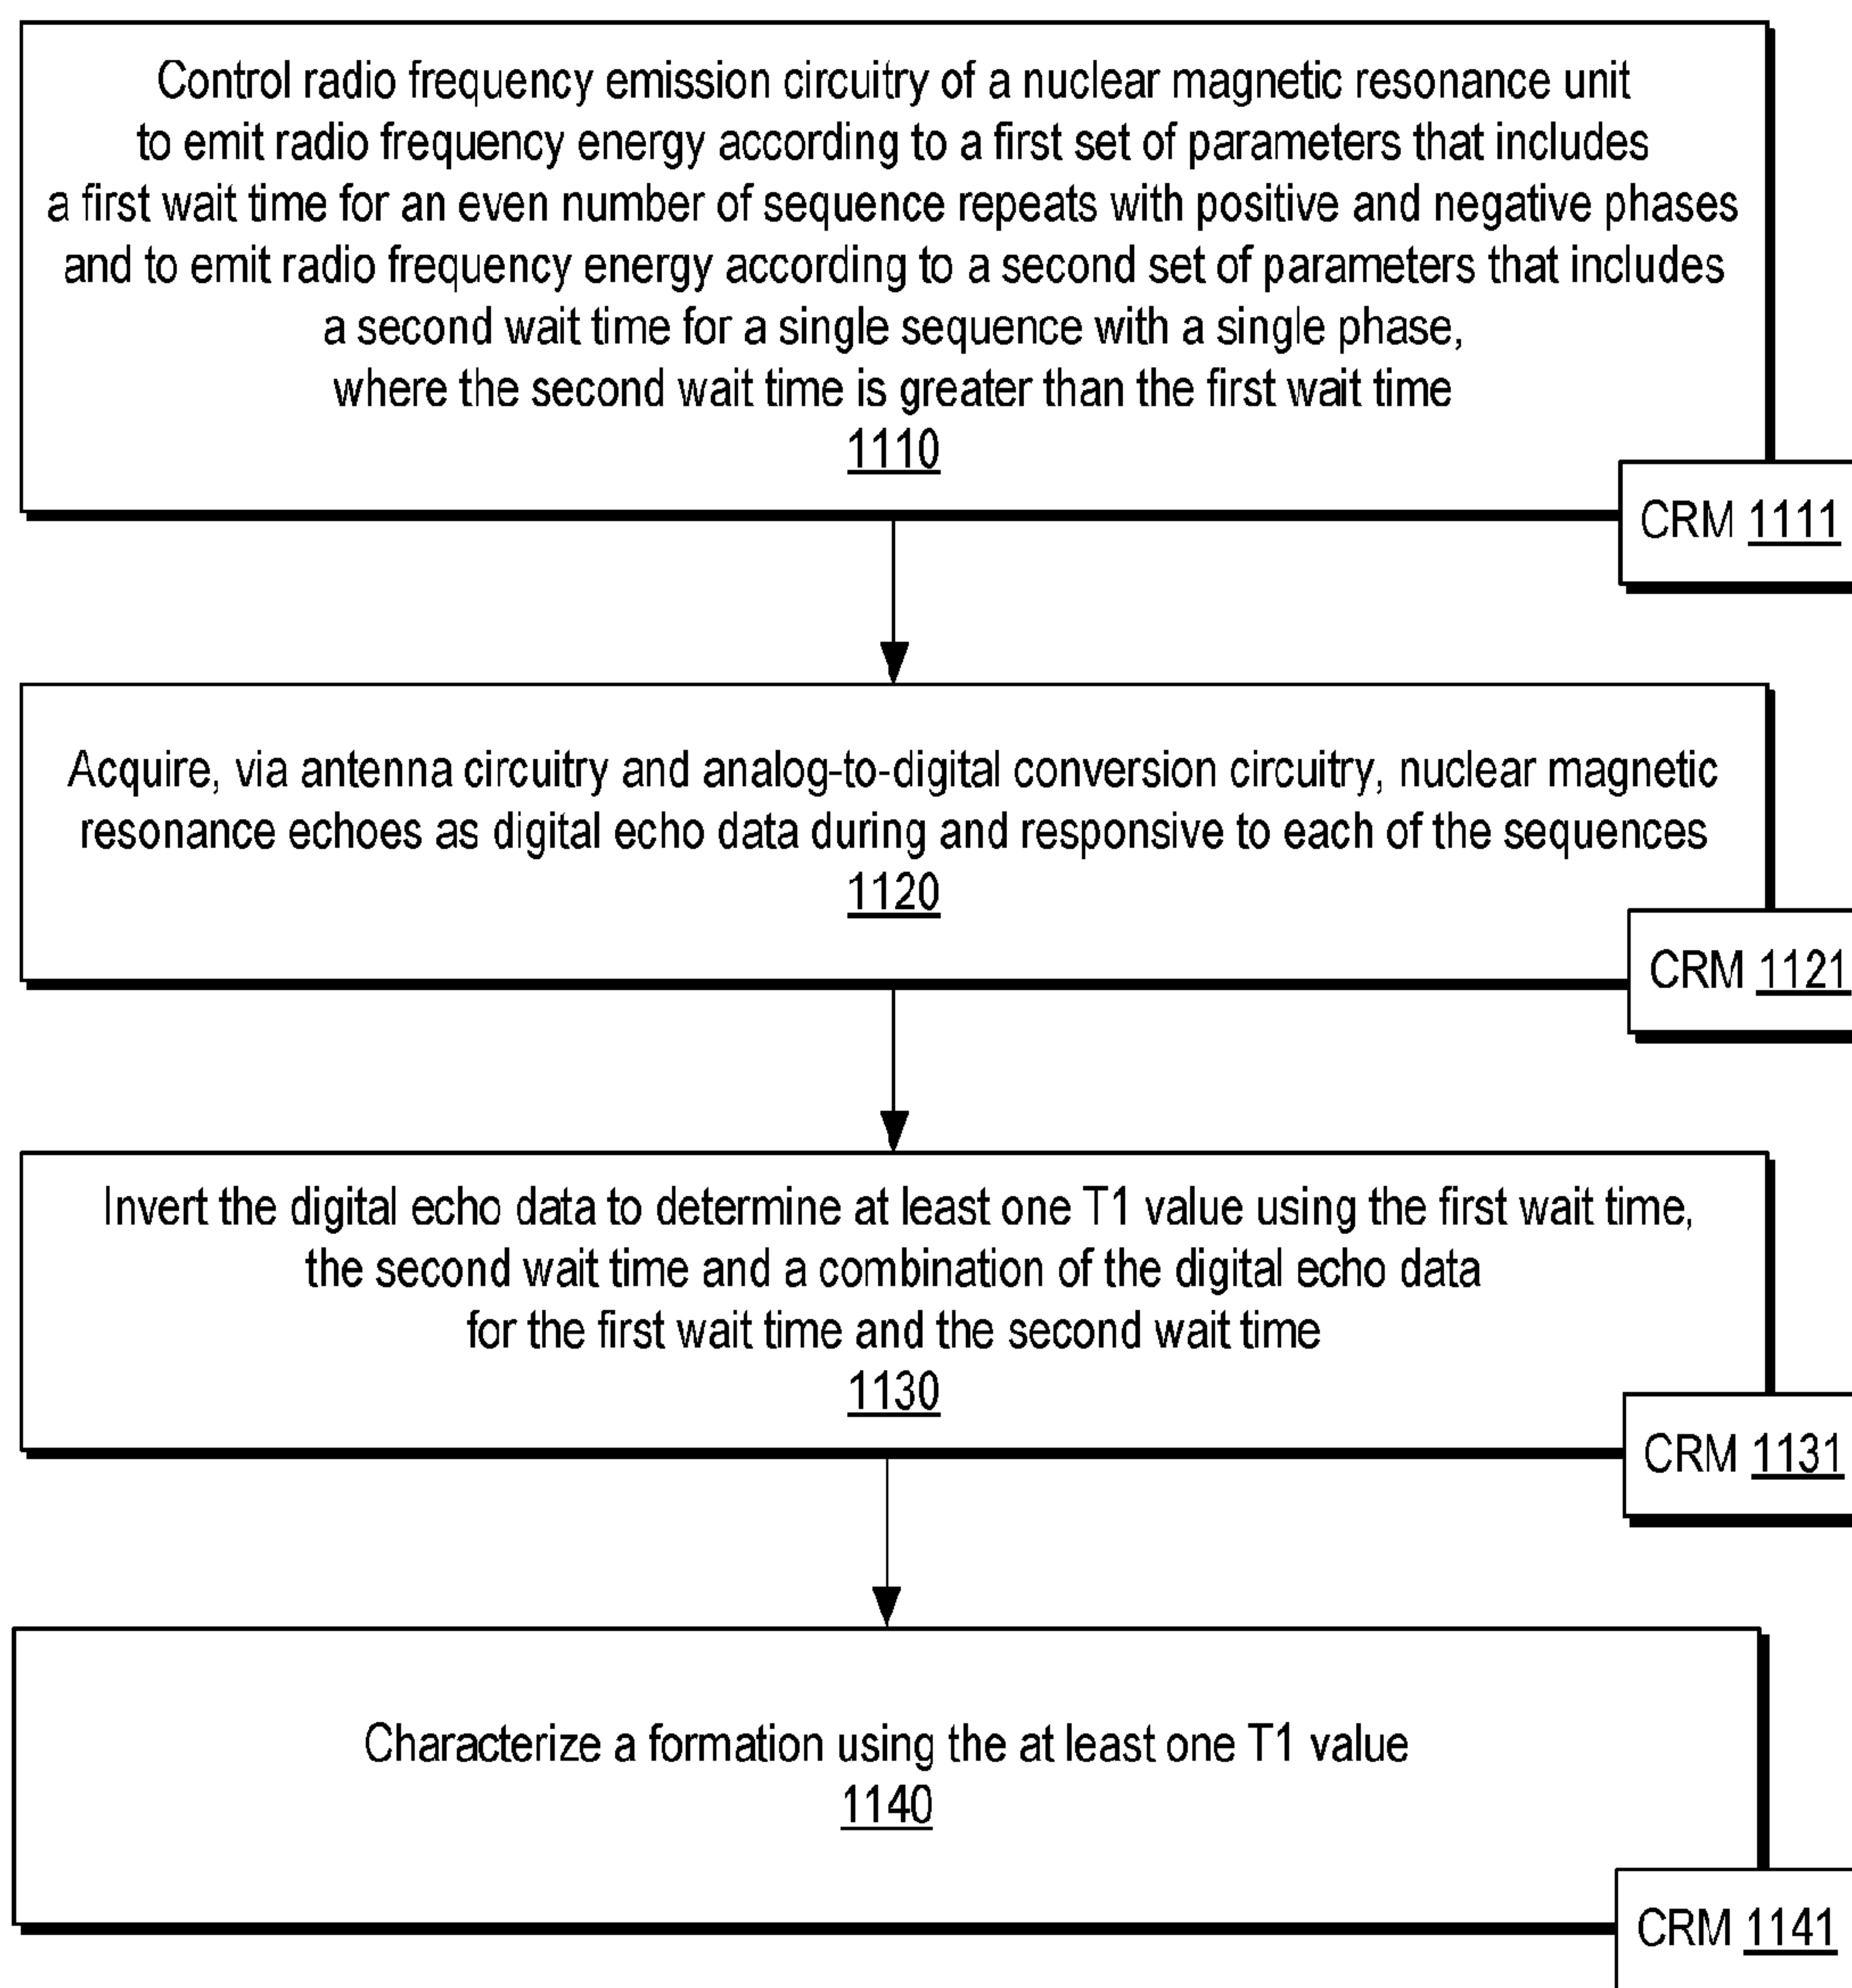 Control radio frequency emission circuitry of a nuclear magnetic resonance unit
to emit radio frequency energy according to a first set of parameters that includes
a first wait time for an even number of sequence repeats with positive and negative phases
and to emit radio frequency energy according to a second set of parameters that includes
a second wait time for a single sequence with a single phase,
where the second wait time is greater than the first wait time
1110
CRM 1111
Acquire, via antenna circuitry and analog-to-digital conversion circuitry, nuclear magnetic
resonance echoes as digital echo data during and responsive to each of the sequences
1120
CRM 1121
Invert the digital echo data to determine at least one T1 value using the first wait time,
the second wait time and a combination of the digital echo data
for the first wait time and the second wait time
1130
CRM 1131
Characterize a formation using the at least one T1 value
1140
CRM 1141